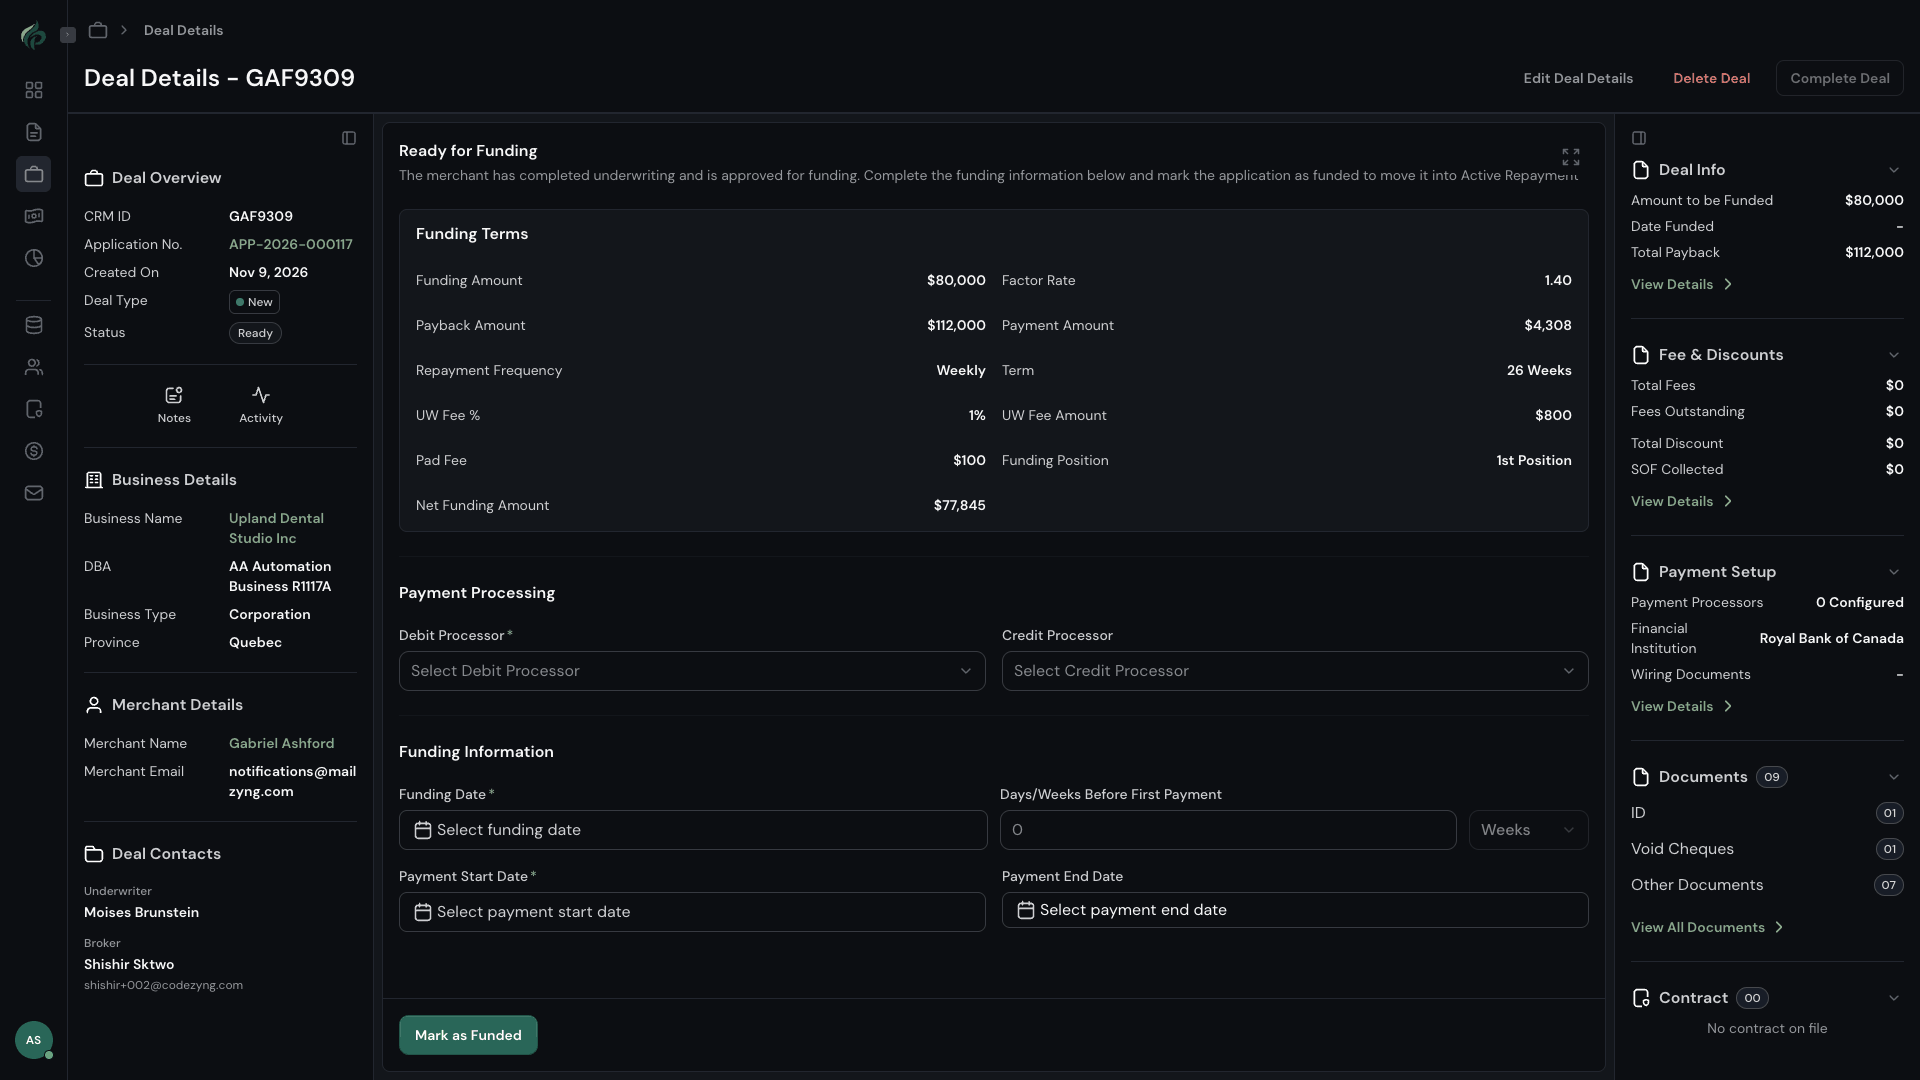 Deal Details
Deal Details - GAF9309
Edit Deal Details
Delete Deal
Complete Deal
Deal Overview
CRM ID GAF9309
Application No. APP-2026-000117
Created On Nov 9, 2026
Deal Type New
Status Ready
Notes
Activity
Business Details
Business Name Upland Dental
Studio Inc
DBA AA Automation
Business R1117A
Business Type Corporation
Province Quebec
Merchant Details
Merchant Name Gabriel Ashford
Merchant Email notifications@mail
zyng.com
Deal Contacts
Underwriter
Moises Brunstein
Broker
Shishir Sktwo
shishir+002@codezyng.com
AS
Ready for Funding
The merchant has completed underwriting and is approved for funding. Complete the funding information below and mark the application as funded to move it into Active Repayment
Funding Terms
Funding Amount $80,000 Factor Rate 1.40
Payback Amount $112,000 Payment Amount $4,308
Repayment Frequency Weekly Term 26 Weeks
UW Fee % 1% UW Fee Amount $800
Pad Fee $100 Funding Position 1st Position
Net Funding Amount $77,845
Payment Processing
Debit Processor* Credit Processor
Select Debit Processor Select Credit Processor
Funding Information
Funding Date* Days/Weeks Before First Payment
Select funding date 0 Weeks
Payment Start Date* Payment End Date
Select payment start date Select payment end date
Mark as Funded
Deal Info
Amount to be Funded $80,000
Date Funded -
Total Payback $112,000
View Details
Fee & Discounts
Total Fees $0
Fees Outstanding $0
Total Discount $0
SOF Collected $0
View Details
Payment Setup
Payment Processors 0 Configured
Financial
Institution Royal Bank of Canada
Wiring Documents -
View Details
Documents 09
ID 01
Void Cheques 01
Other Documents 07
View All Documents
Contract 00
No contract on file